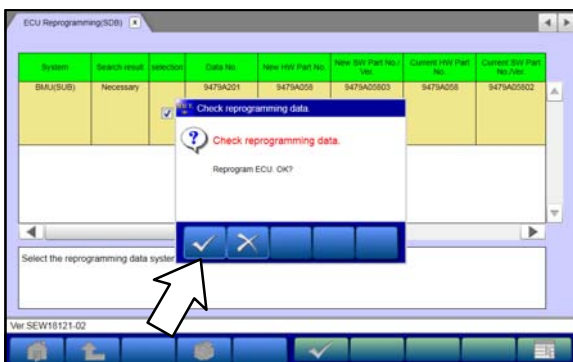 ECU Reprogramming(SDB)
System Search result selection Data No. New HW Part No. New SW Part No./Ver. Current HW Part No. Current SW Part No./Ver.
BMU(SUB) Necessary 9479A201 9479A058 9479A05803 9479A058 9479A05802
Check reprogramming data.
Check reprogramming data.
Reprogram ECU. OK?
Select the reprogramming data system
Ver.SEW18121-02